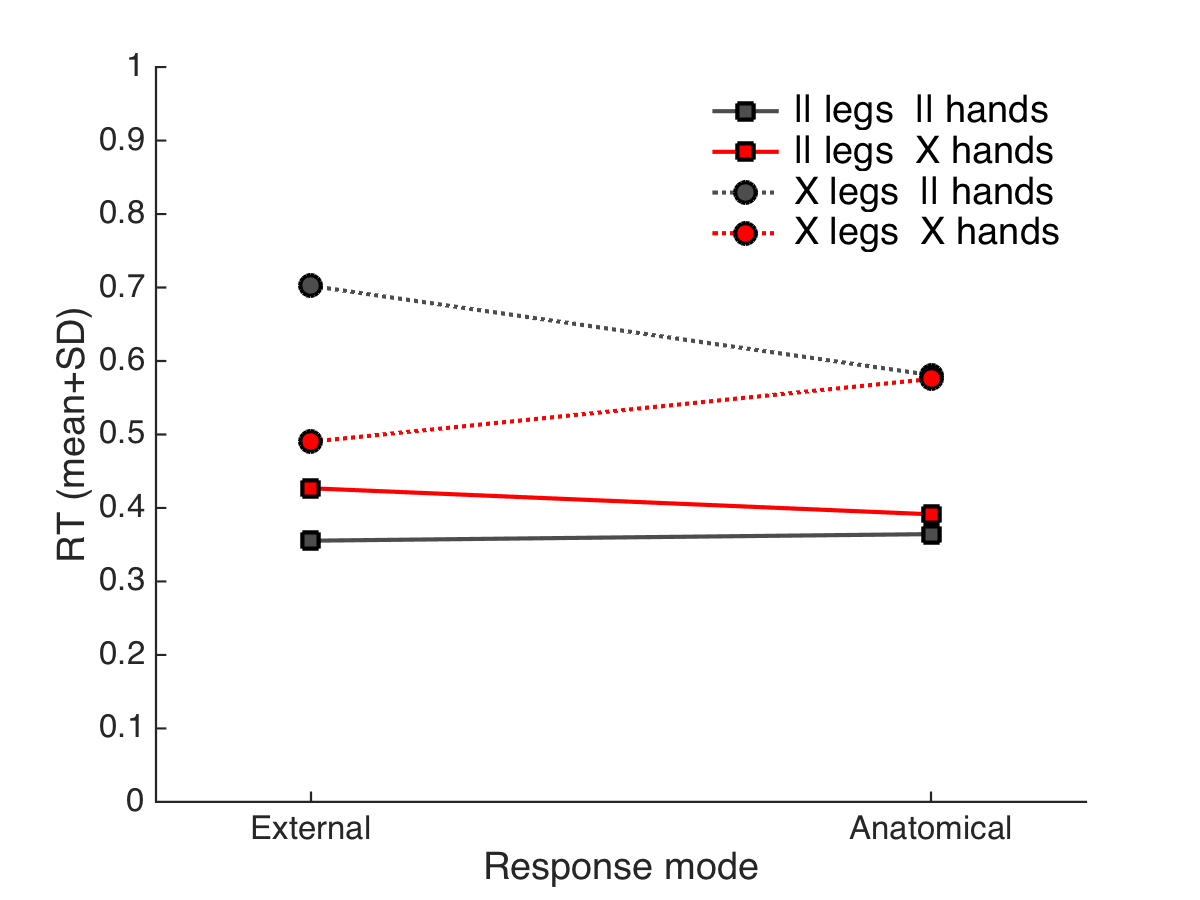 1
0.9
0.8
0.7
0.6
0.5
0.4
0.3
0.2
0.1
0
RT (mean+SD)
ll legs ll hands
ll legs X hands
X legs ll hands
X legs X hands
External Anatomical
Response mode